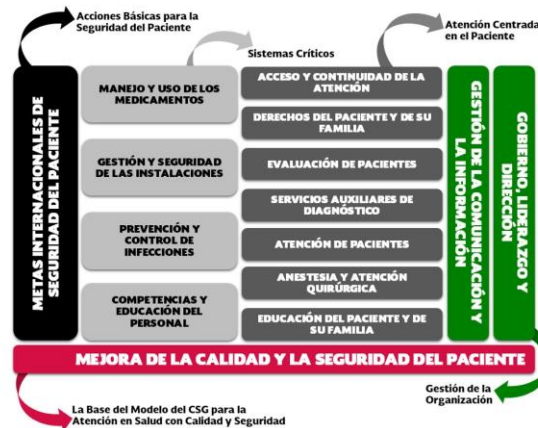 Acciones Básicas para la
Seguridad del Paciente
Atención Centrada
en el Paciente
Sistemas Críticos
METAS INTERNACIONALES DE
SEGURIDAD DEL PACIENTE
MANEJO Y USO DE LOS
MEDICAMENTOS
GESTIÓN Y SEGURIDAD
DE LAS INSTALACIONES
PREVENCIÓN Y
CONTROL DE
INFECCIONES
COMPETENCIAS Y
EDUCACIÓN DEL
PERSONAL
ACCESO Y CONTINUIDAD DE LA
ATENCIÓN
DERECHOS DEL PACIENTE Y DE SU
FAMILIA
EVALUACIÓN DE PACIENTES
SERVICIOS AUXILIARES DE
DIAGNÓSTICO
ATENCIÓN DE PACIENTES
ANESTESIA Y ATENCIÓN
QUIRÚRGICA
EDUCACIÓN DEL PACIENTE Y DE
SU FAMILIA
GESTIÓN DE LA COMUNICACIÓN Y
LA INFORMACIÓN
GOBIERNO, LIDERAZGO Y
DIRECCIÓN
MEJORA DE LA CALIDAD Y LA SEGURIDAD DEL PACIENTE
Gestión de la
Organización
La Base del Modelo del CSG para la
Atención en Salud con Calidad y Seguridad